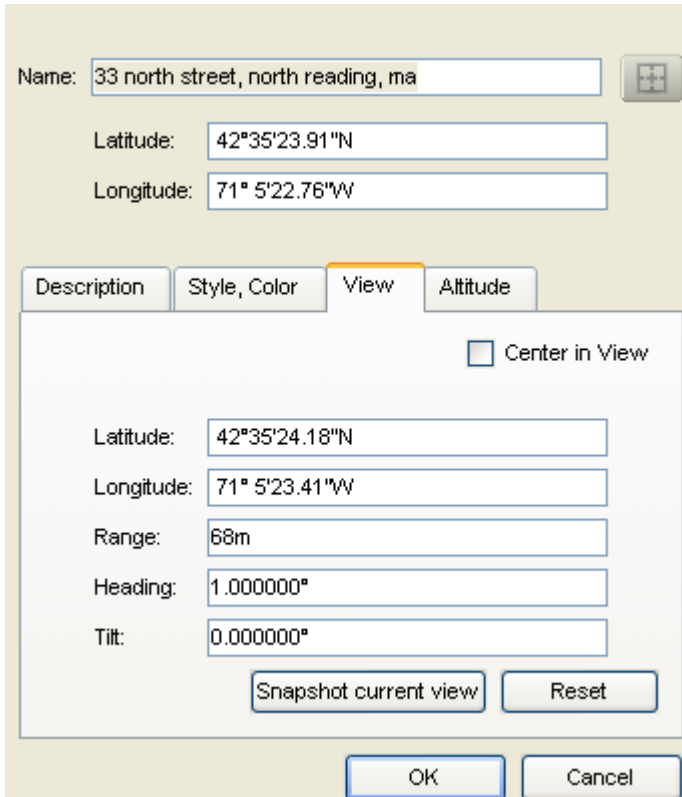 Name: 33 north street, north reading, ma
Latitude: 42°35'23.91"N
Longitude: 71° 5'22.76"W
Description Style, Color View Altitude
Center in View
Latitude: 42°35'24.18"N
Longitude: 71° 5'23.41"W
Range: 68m
Heading: 1.000000°
Tilt: 0.000000°
Snapshot current view Reset
OK Cancel